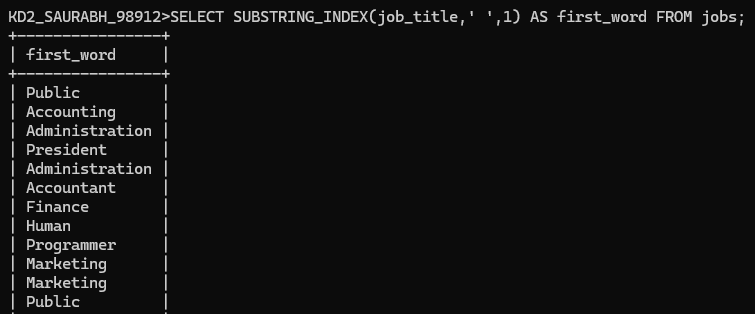 KD2_SAURABH_98912>SELECT SUBSTRING_INDEX(job_title,' ',1) AS first_word FROM jobs;
+----------------+
| first_word     |
+----------------+
| Public         |
| Accounting     |
| Administration |
| President      |
| Administration |
| Accountant     |
| Finance        |
| Human          |
| Programmer     |
| Marketing      |
| Marketing      |
| Public         |